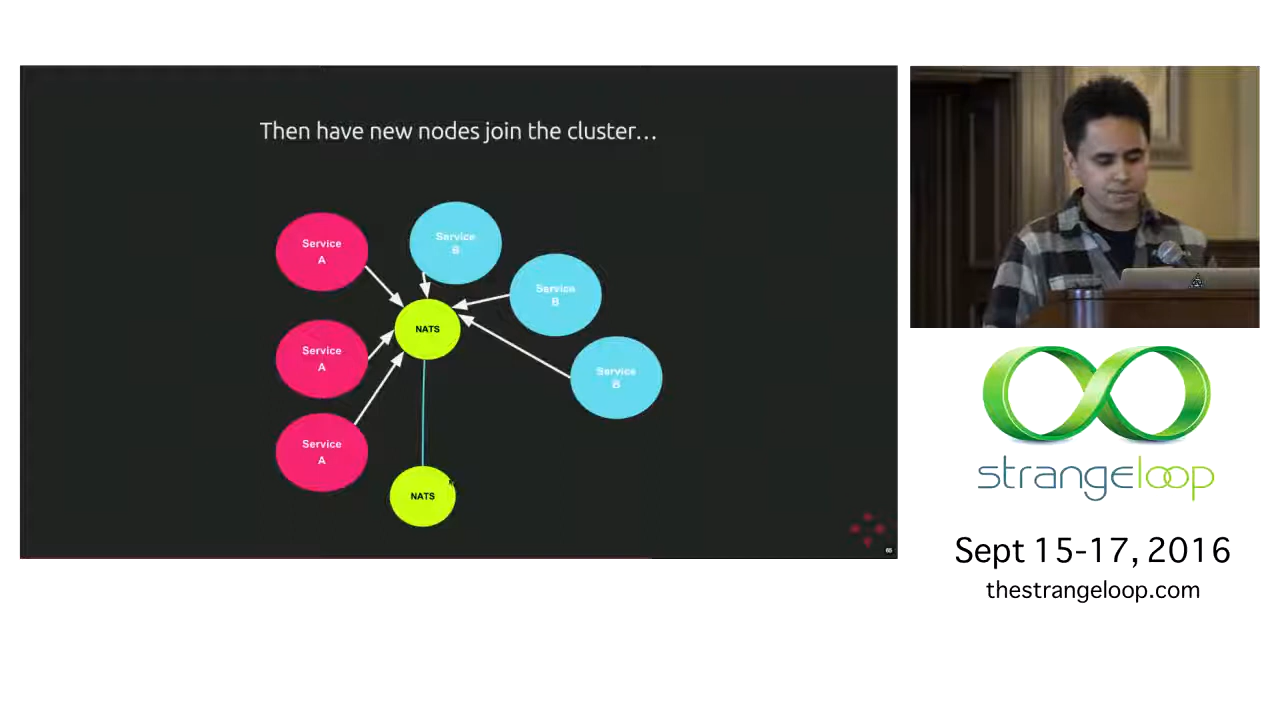 Then have new nodes join the cluster...
Service
A
Service
B
Service
B
NATS
Service
A
Service
B
Service
A
NATS
strangeloop
Sept 15-17, 2016
thestrangeloop.com